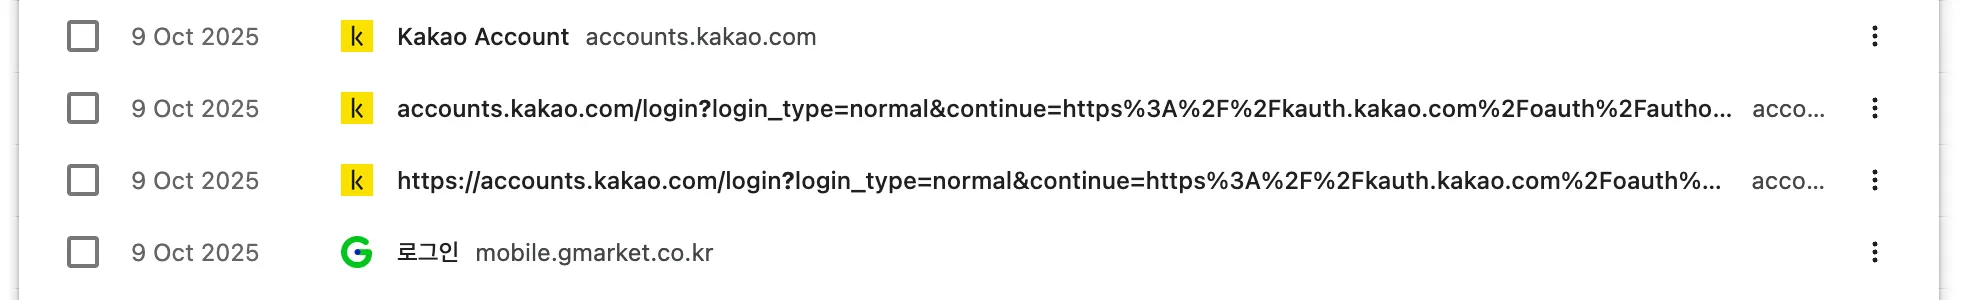 9 Oct 2025 k Kakao Account accounts.kakao.com
9 Oct 2025 k accounts.kakao.com/login?login_type=normal&continue=https%3A%2F%2Fkauth.kakao.com%2Foauth%2Fautho... acco...
9 Oct 2025 k https://accounts.kakao.com/login?login_type=normal&continue=https%3A%2F%2Fkauth.kakao.com%2Foauth%... acco...
9 Oct 2025 G 로그인 mobile.gmarket.co.kr